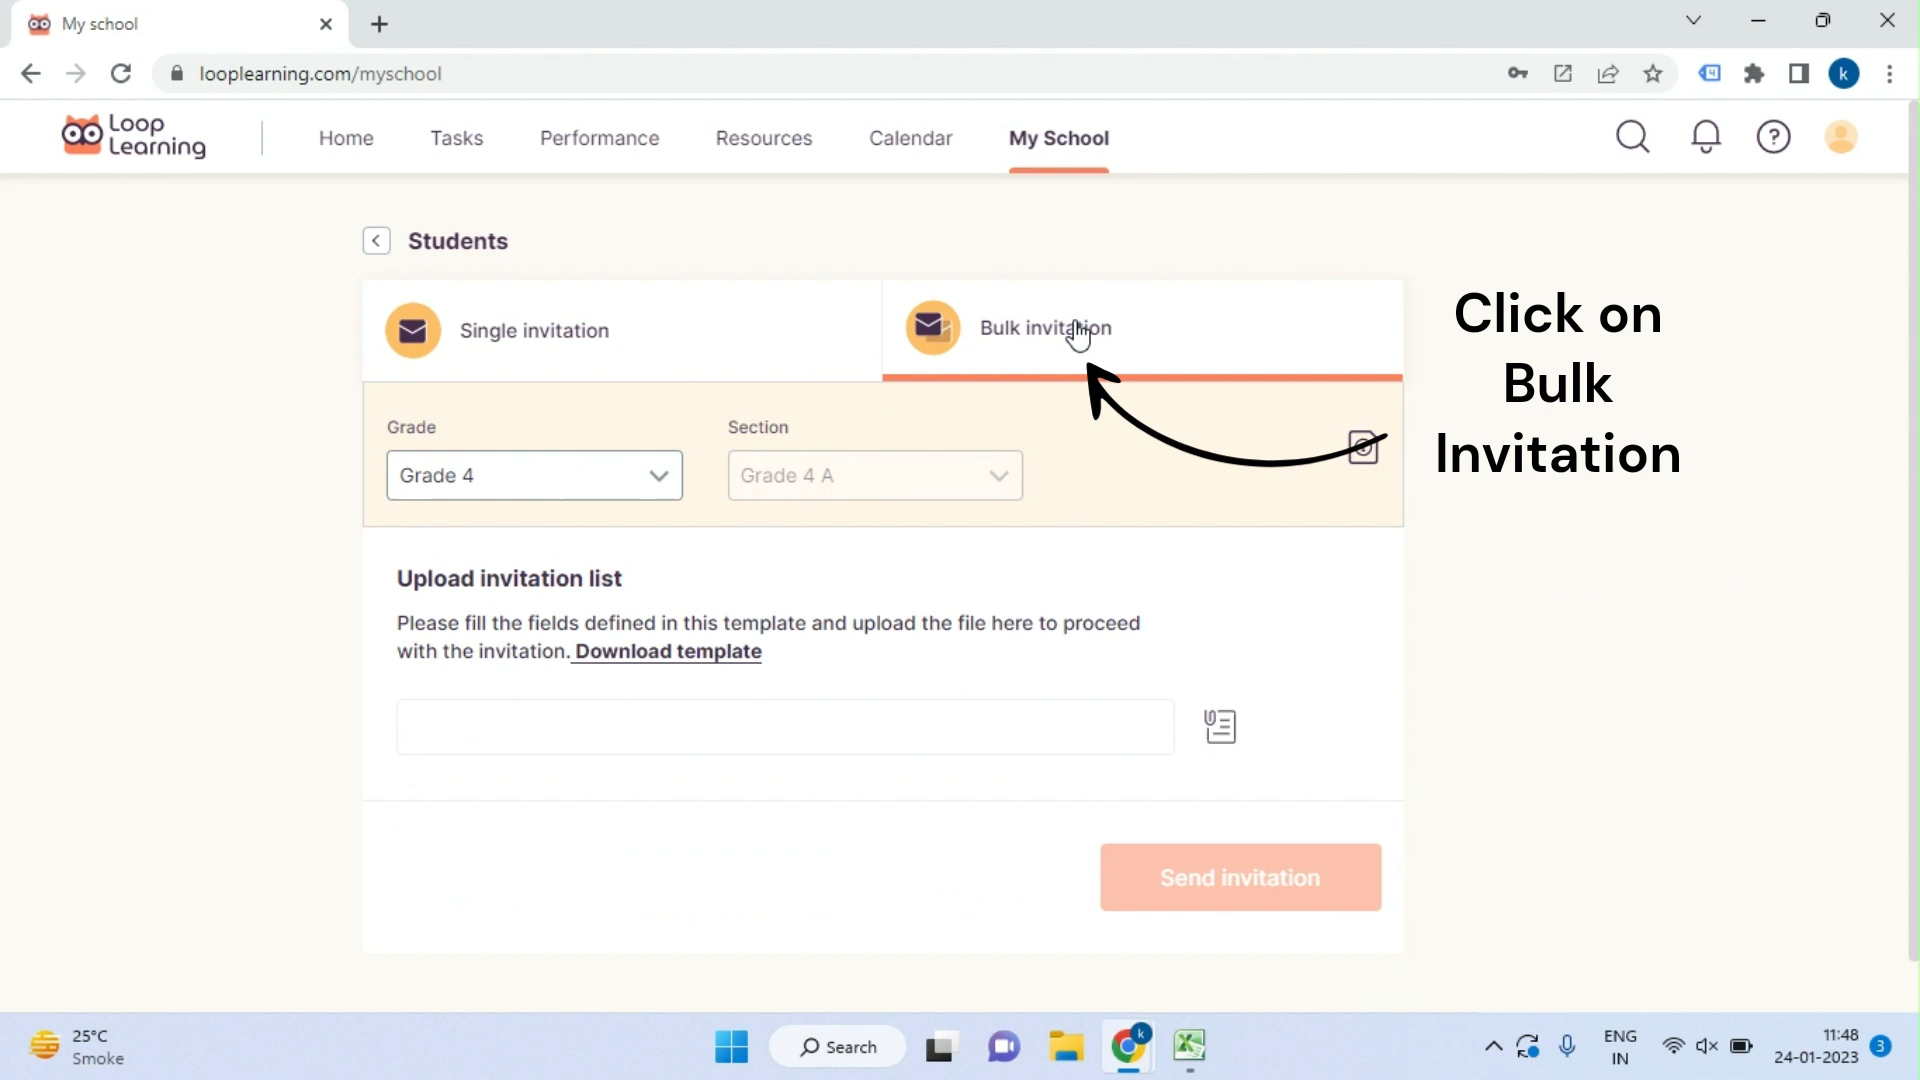 My school
looplearning.com/myschool
Loop
Learning
Home
Tasks
Performance
Resources
Calendar
My School
Students
Single invitation
Bulk invitation
Click on
Bulk
Invitation
Grade
Section
Grade 4
Grade 4 A
Upload invitation list
Please fill the fields defined in this template and upload the file here to proceed
with the invitation. Download template
Send invitation
25°C
Smoke
Search
k
k
ENG
IN
11:48
24-01-2023
3